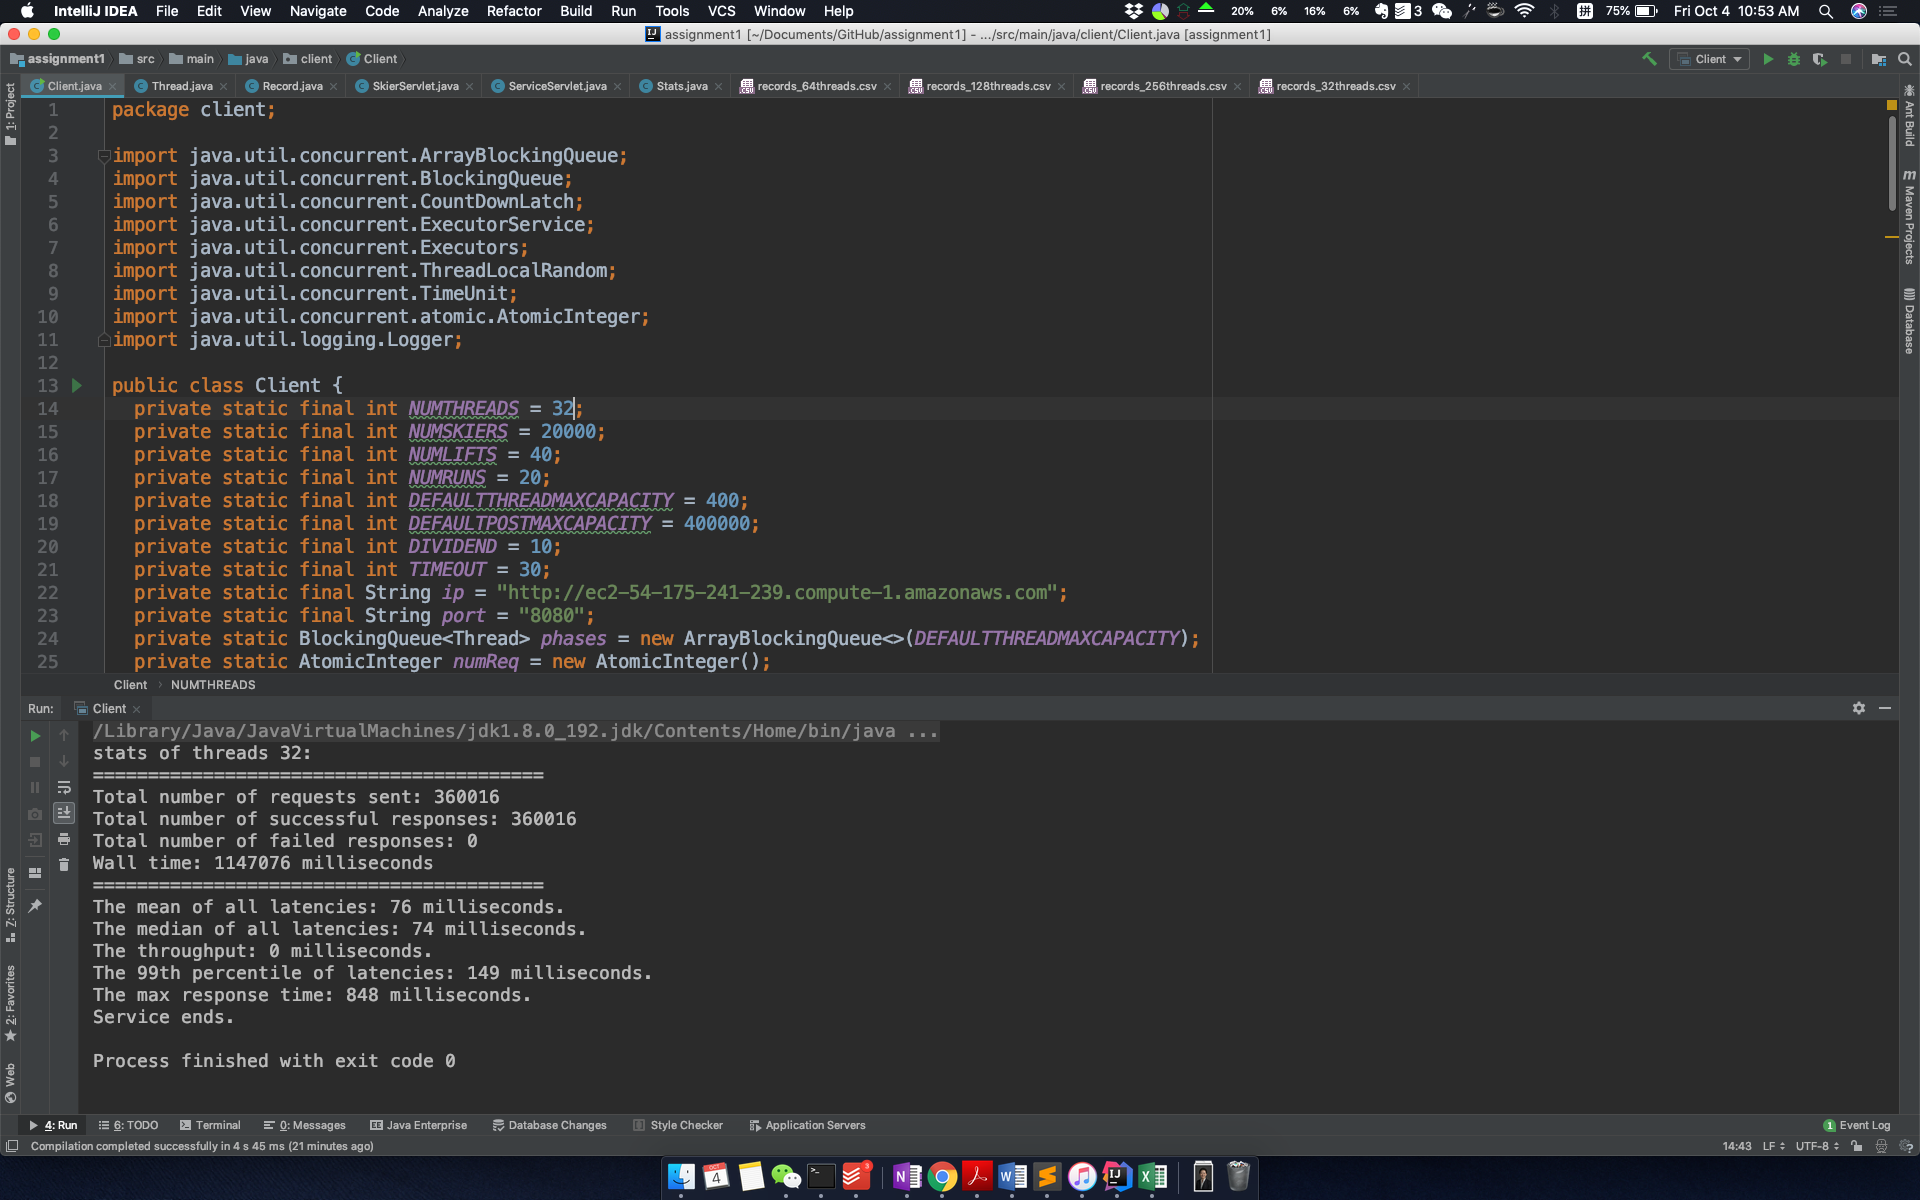 IntelliJ IDEA File Edit View Navigate Code Analyze Refactor Build Run Tools VCS Window Help 20% 6% 16% 6% 3 拼 75% Fri Oct 4 10:53 AM
assignment1 [~/Documents/GitHub/assignment1] - .../src/main/java/client/Client.java [assignment1]
assignment1 src main java client Client Client
Client.java Thread.java Record.java SkierServlet.java ServiceServlet.java Stats.java records_64threads.csv records_128threads.csv records_256threads.csv records_32threads.csv
1: Project
Ant Build
Maven Projects
Database
1 package client;
2
3 import java.util.concurrent.ArrayBlockingQueue;
4 import java.util.concurrent.BlockingQueue;
5 import java.util.concurrent.CountDownLatch;
6 import java.util.concurrent.ExecutorService;
7 import java.util.concurrent.Executors;
8 import java.util.concurrent.ThreadLocalRandom;
9 import java.util.concurrent.TimeUnit;
10 import java.util.concurrent.atomic.AtomicInteger;
11 import java.util.logging.Logger;
12
13 public class Client {
14 private static final int NUMTHREADS = 32;
15 private static final int NUMSKIERS = 20000;
16 private static final int NUMLIFTS = 40;
17 private static final int NUMRUNS = 20;
18 private static final int DEFAULTTHREADMAXCAPACITY = 400;
19 private static final int DEFAULTPOSTMAXCAPACITY = 400000;
20 private static final int DIVIDEND = 10;
21 private static final int TIMEOUT = 30;
22 private static final String ip = "http://ec2-54-175-241-239.compute-1.amazonaws.com";
23 private static final String port = "8080";
24 private static BlockingQueue<Thread> phases = new ArrayBlockingQueue<>(DEFAULTTHREADMAXCAPACITY);
25 private static AtomicInteger numReq = new AtomicInteger();
Client NUMTHREADS
Run: Client
/Library/Java/JavaVirtualMachines/jdk1.8.0_192.jdk/Contents/Home/bin/java ...
stats of threads 32:
=========================================
Total number of requests sent: 360016
Total number of successful responses: 360016
Total number of failed responses: 0
Wall time: 1147076 milliseconds
=========================================
The mean of all latencies: 76 milliseconds.
The median of all latencies: 74 milliseconds.
The throughput: 0 milliseconds.
The 99th percentile of latencies: 149 milliseconds.
The max response time: 848 milliseconds.
Service ends.
Process finished with exit code 0
Z: Structure
2: Favorites
Web
4: Run 6: TODO Terminal 0: Messages Java Enterprise Database Changes Style Checker Application Servers 1 Event Log
Compilation completed successfully in 4 s 45 ms (21 minutes ago) 14:43 LF UTF-8
OCT 4 3